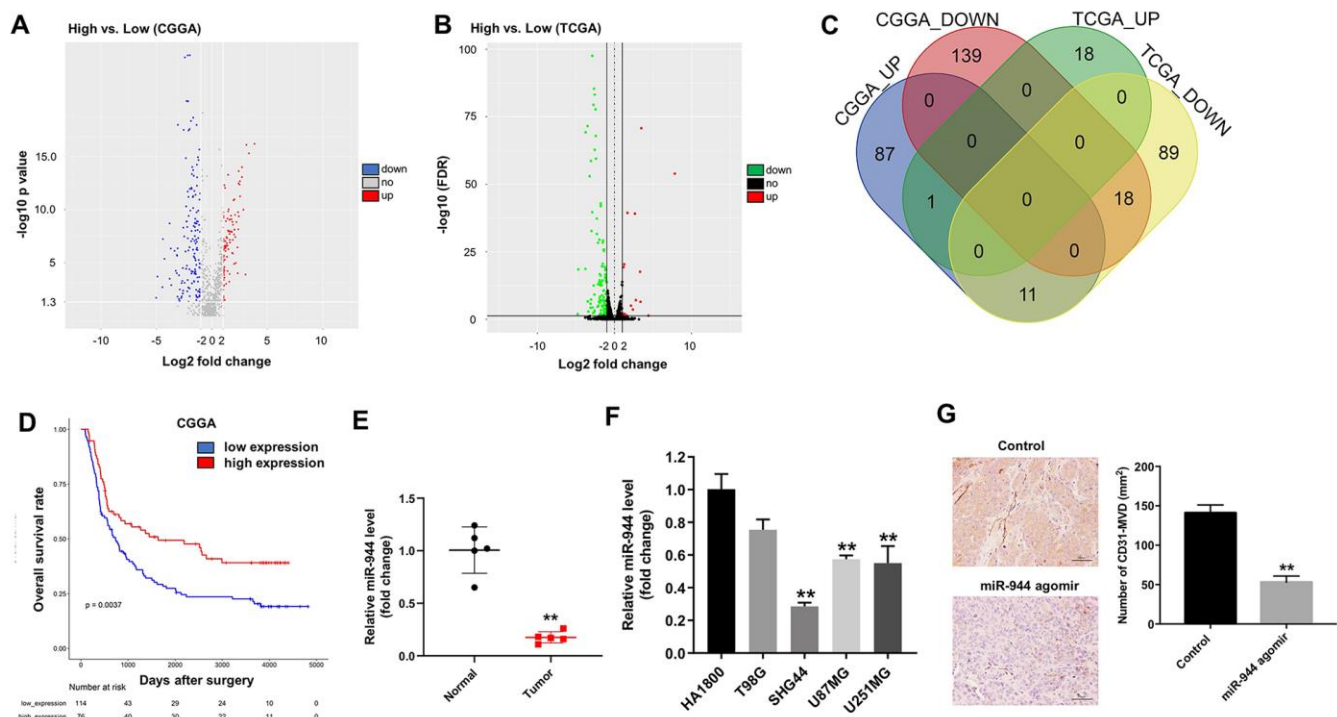 A
High vs. Low (CGGA)
-log10 p value
15.0
10.0
5
1.3
-10
-5
-2 0 2
5
10
Log2 fold change
down
no
up
B
High vs. Low (TCGA)
-log10 (FDR)
100
75
50
25
0
-10
-2 0 2
10
Log2 fold change
down
no
up
C
CGGA_UP
CGGA_DOWN
TCGA_UP
TCGA_DOWN
139
18
0
0
0
87
0
0
89
1
0
18
0
0
11
D
CGGA
low expression
high expression
Overall survival rate
1.00
0.75
0.50
0.25
0.00
p = 0.0037
0
1000
2000
3000
4000
5000
Number at risk
Days after surgery
low_expression 114 43 29 24 10 0
high_expression 76 40 30 22 11 0
E
Relative miR-944 level
(fold change)
1.5
1.0
0.5
0.0
**
Normal
Tumor
F
Relative miR-944 level
(fold change)
1.2
1.0
0.8
0.6
0.4
0.2
0.0
**
**
**
HA1800
T98G
SHG44
U87MG
U251MG
G
Control
miR-944 agomir
Number of CD31-MVD (mm²)
200
150
100
50
0
**
Control
miR-944 agomir